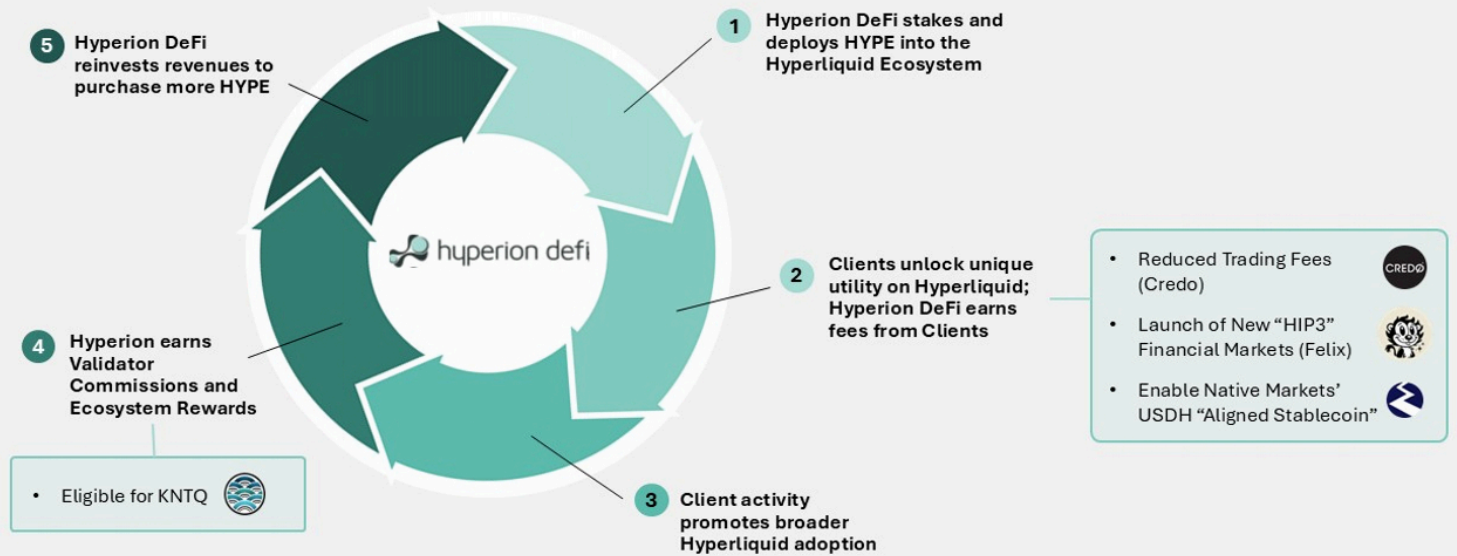 1
Hyperion DeFi stakes and
deploys HYPE into the
Hyperliquid Ecosystem
2
Clients unlock unique
utility on Hyperliquid;
Hyperion DeFi earns
fees from Clients
• Reduced Trading Fees
(Credo)
CREDØ
• Launch of New “HIP3”
Financial Markets (Felix)
• Enable Native Markets’
USDH “Aligned Stablecoin”
3
Client activity
promotes broader
Hyperliquid adoption
4
Hyperion earns
Validator
Commissions and
Ecosystem Rewards
• Eligible for KNTQ
5
Hyperion DeFi
reinvests revenues to
purchase more HYPE
hyperion defi